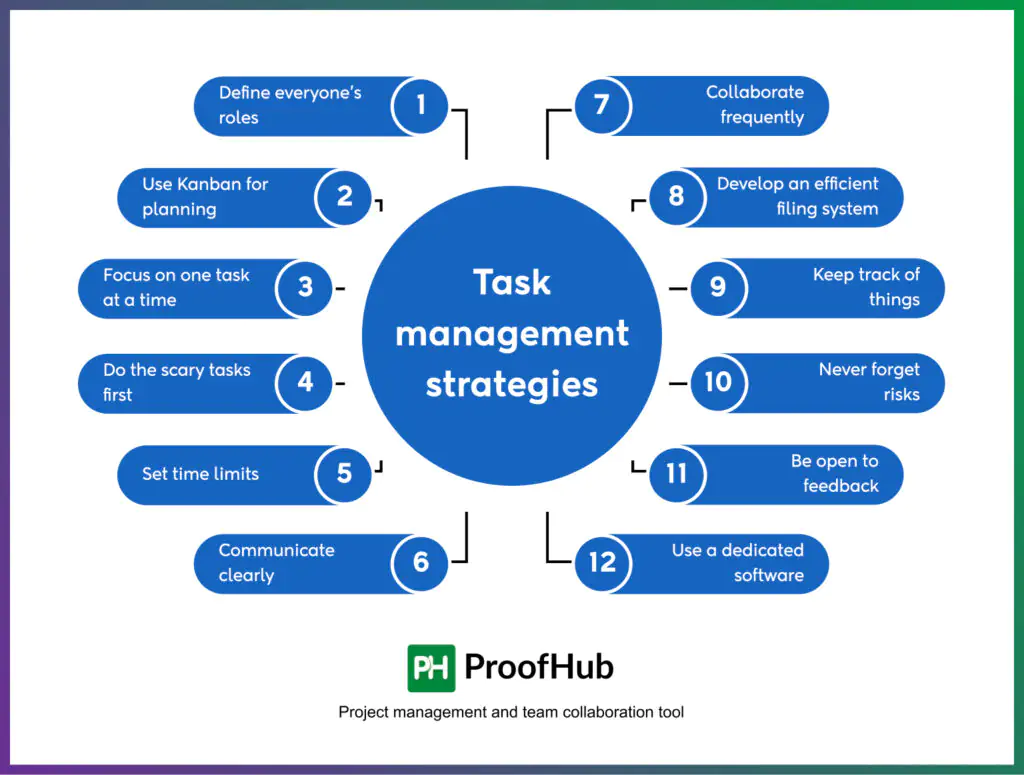 Task
management
strategies
Define everyone's
roles
1
Use Kanban for
planning
2
Focus on one task
at a time
3
Do the scary tasks
first
4
Set time limits
5
Communicate
clearly
6
7
Collaborate
frequently
8
Develop an efficient
filing system
9
Keep track of
things
10
Never forget
risks
11
Be open to
feedback
12
Use a dedicated
software
PH ProofHub
Project management and team collaboration tool